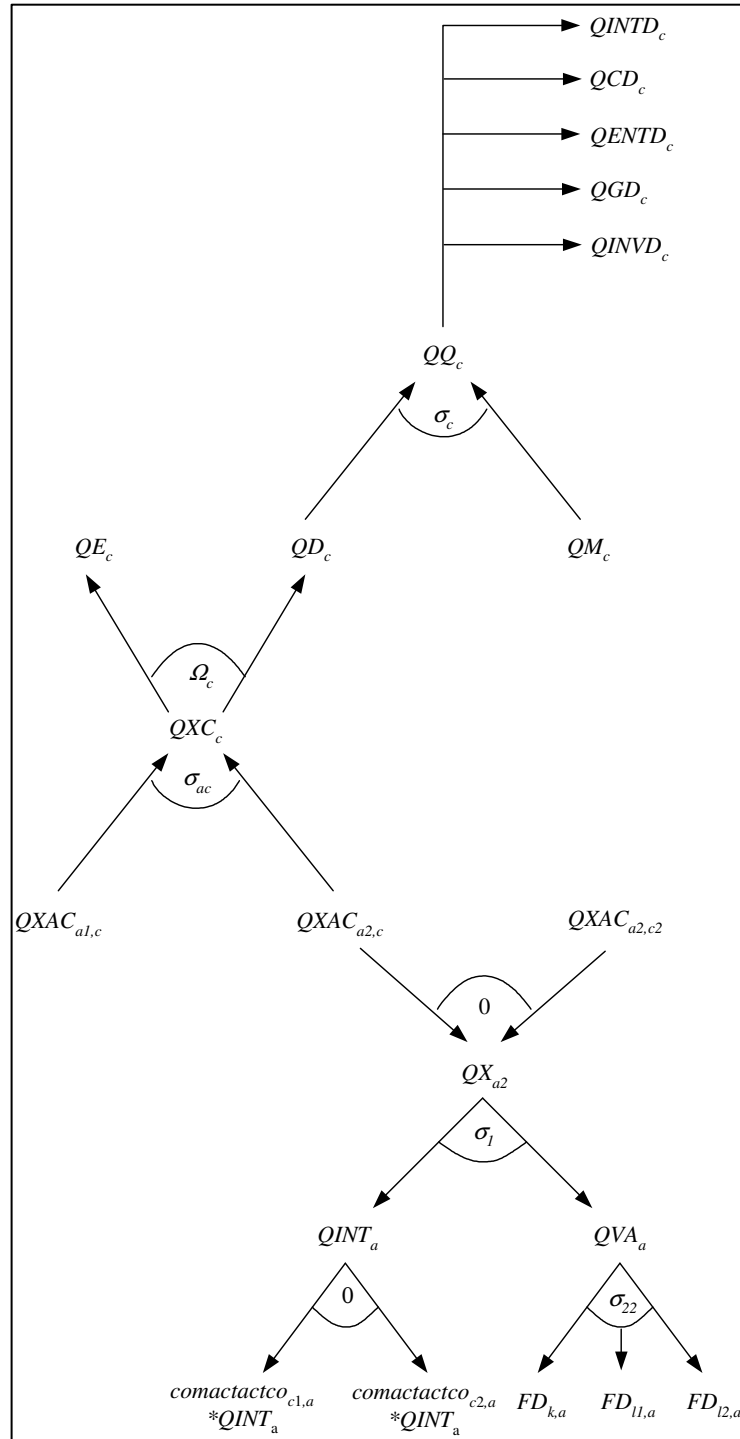 QINTD_c
QCD_c
QENTD_c
QGD_c
QINVD_c
QQ_c
σ_c
QE_c QD_c QM_c
Ω_c
QXC_c
σ_ac
QXAC_a1,c QXAC_a2,c QXAC_a2,c2
0
QX_a2
σ_1
QINT_a QVA_a
0 σ_22
comactactco_c1,a comactactco_c2,a FD_k,a FD_l1,a FD_l2,a
*QINT_a *QINT_a